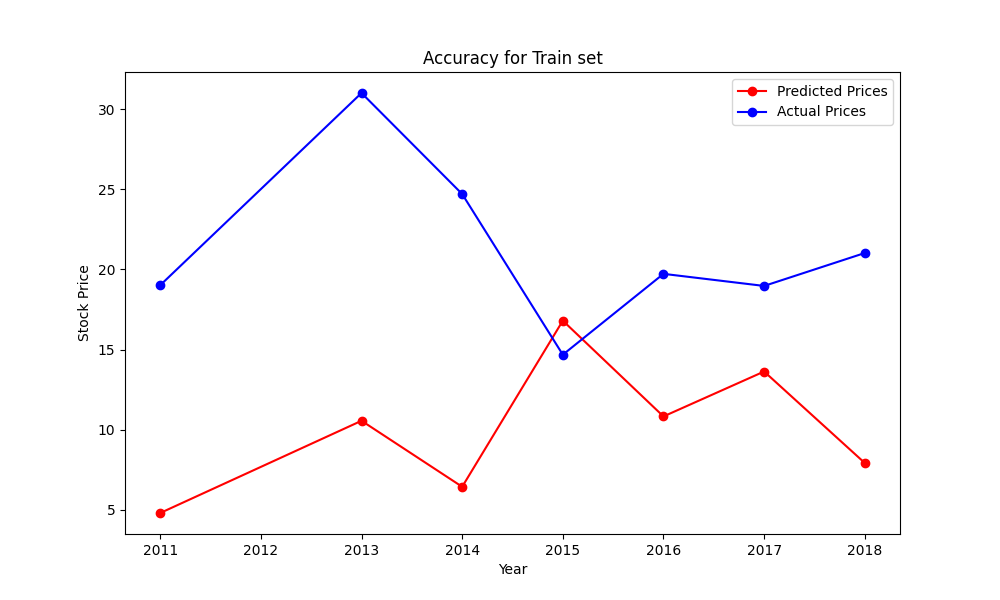 Accuracy for Train set
Predicted Prices
Actual Prices
30
25
20
15
10
5
Stock Price
2011 2012 2013 2014 2015 2016 2017 2018
Year